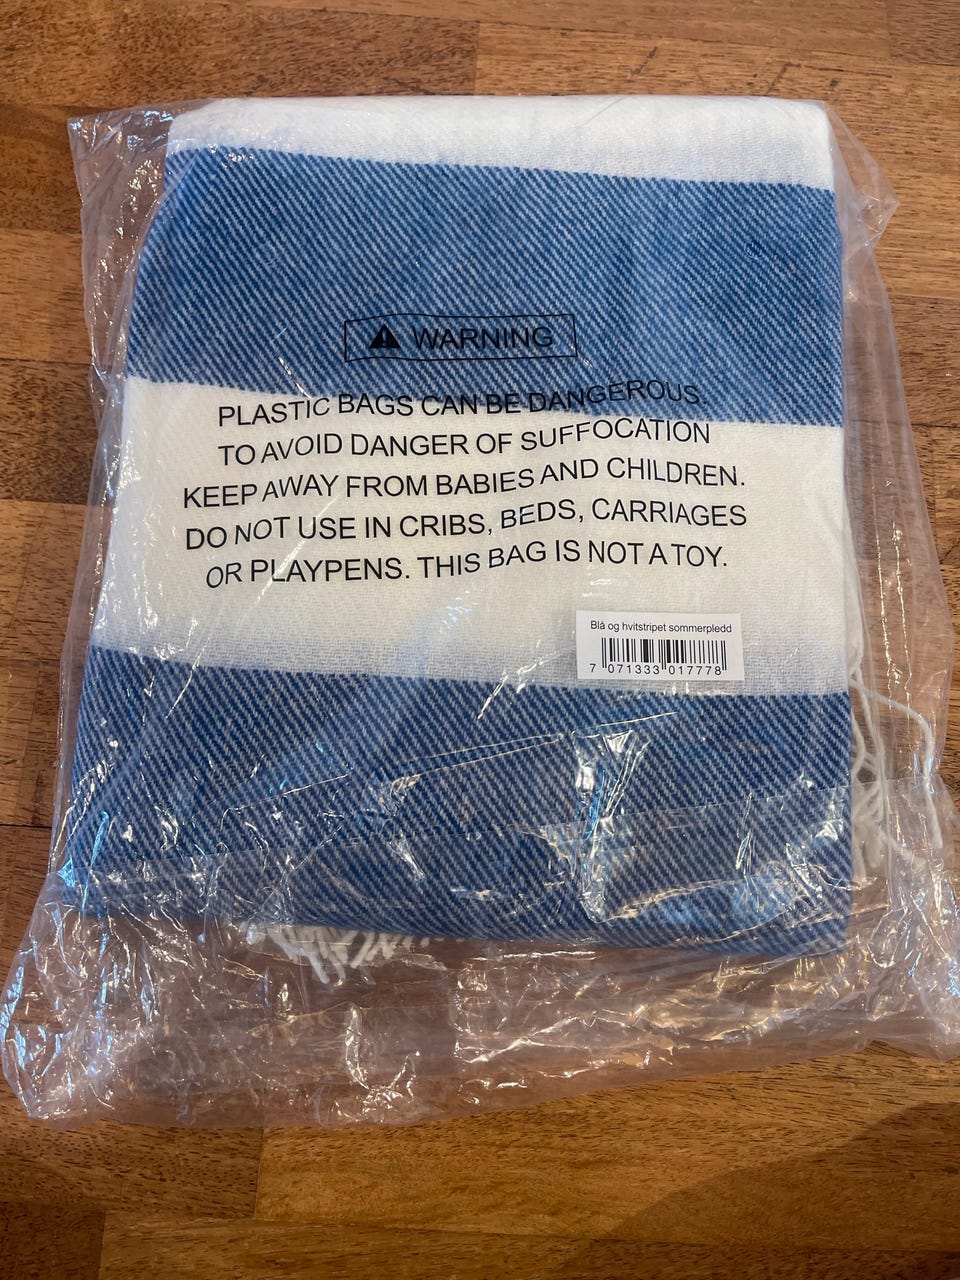 ⚠ WARNING
PLASTIC BAGS CAN BE DANGEROUS.
TO AVOID DANGER OF SUFFOCATION
KEEP AWAY FROM BABIES AND CHILDREN.
DO NOT USE IN CRIBS, BEDS, CARRIAGES
OR PLAYPENS. THIS BAG IS NOT A TOY.
Blå og hvitstripet sommerpledd
7 071333 017778